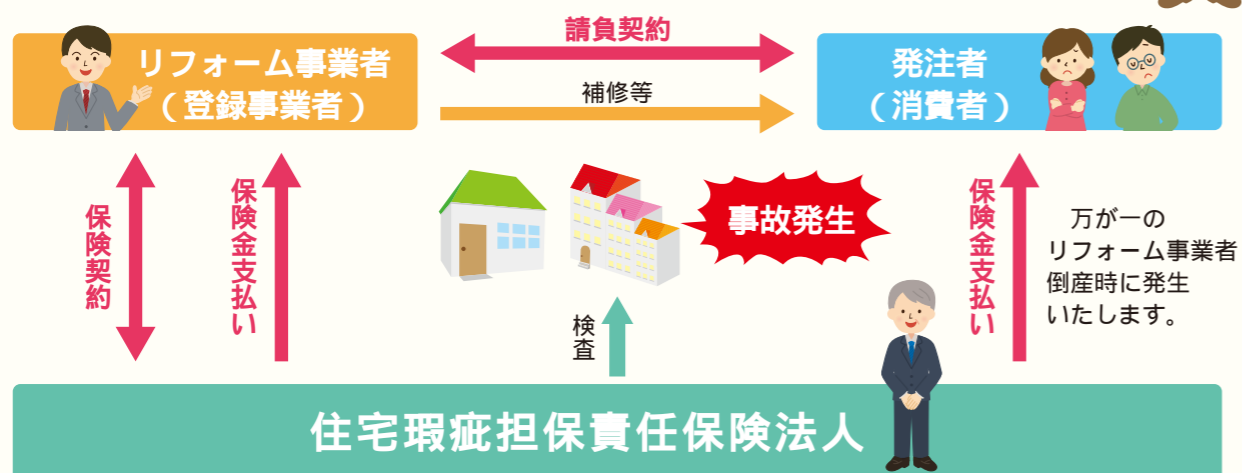 請負契約
リフォーム事業者
（登録事業者）
補修等
発注者
（消費者）
保険契約
保険金支払い
事故発生
検査
保険金支払い
万が一の
リフォーム事業者
倒産時に発生
いたします。
住宅瑕疵担保責任保険法人